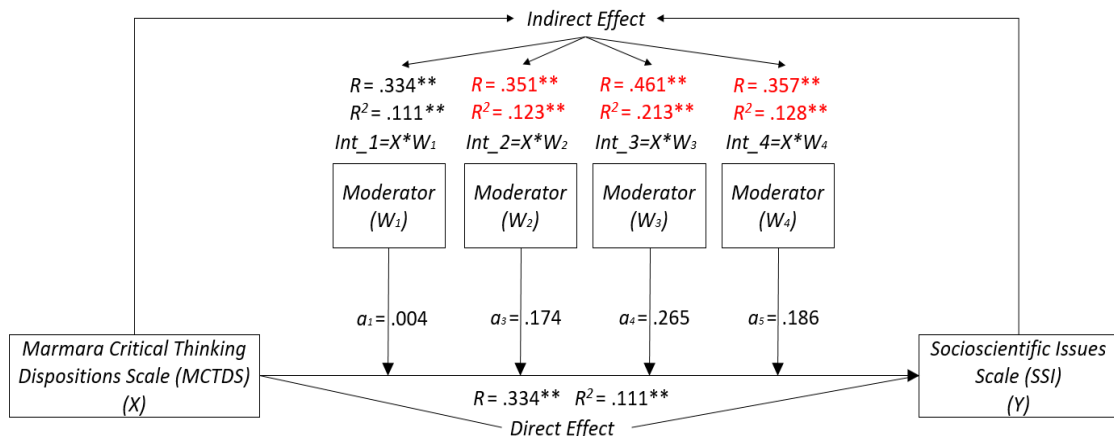 Indirect Effect
R = .334** R = .351** R = .461** R = .357**
R² = .111** R² = .123** R² = .213** R² = .128**
Int_1=X*W₁ Int_2=X*W₂ Int_3=X*W₃ Int_4=X*W₄
Moderator Moderator Moderator Moderator
(W₁) (W₂) (W₃) (W₄)
a₁ = .004 a₃ = .174 a₄ = .265 a₅ = .186
Marmara Critical Thinking
Dispositions Scale (MCTDS)
(X)
Socioscientific Issues
Scale (SSI)
(Y)
R = .334** R² = .111**
Direct Effect